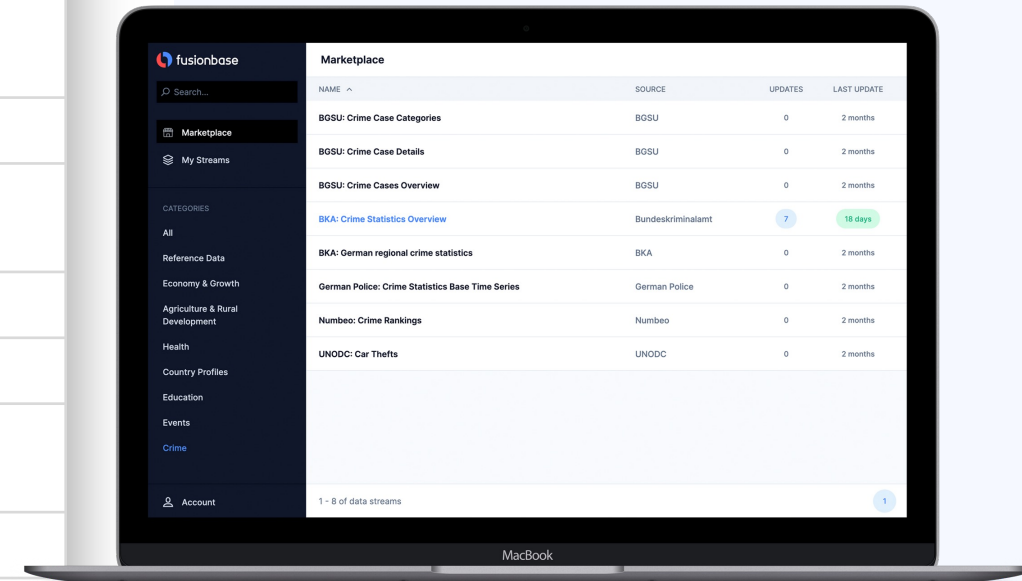 fusionbase
Search...
Marketplace
My Streams
CATEGORIES
All
Reference Data
Economy & Growth
Agriculture & Rural
Development
Health
Country Profiles
Education
Events
Crime
Account
Marketplace
NAME SOURCE UPDATES LAST UPDATE
BGSU: Crime Case Categories BGSU 0 2 months
BGSU: Crime Case Details BGSU 0 2 months
BGSU: Crime Cases Overview BGSU 0 2 months
BKA: Crime Statistics Overview Bundeskriminalamt 7 18 days
BKA: German regional crime statistics BKA 0 2 months
German Police: Crime Statistics Base Time Series German Police 0 2 months
Numbeo: Crime Rankings Numbeo 0 2 months
UNODC: Car Thefts UNODC 0 2 months
1 - 8 of data streams 1
MacBook